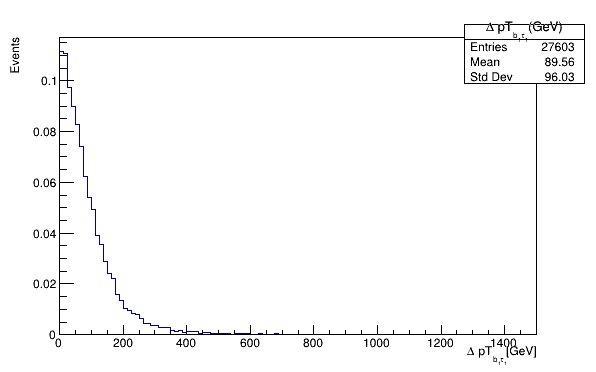 Δ pT_{b₁τ₁}(GeV)
Entries 27603
Mean 89.56
Std Dev 96.03
Events
0.1
0.08
0.06
0.04
0.02
0
0 200 400 600 800 1000 1200 1400
Δ pT_{b₁τ₁}[GeV]